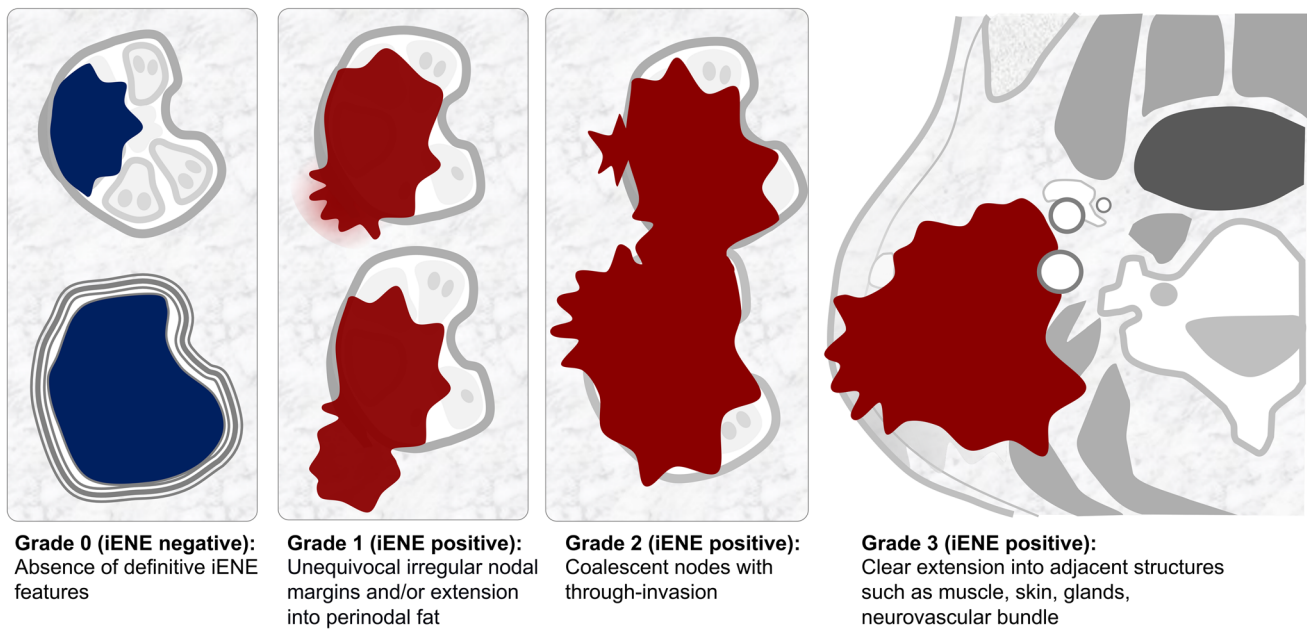 Grade 0 (iENE negative):
Absence of definitive iENE
features
Grade 1 (iENE positive):
Unequivocal irregular nodal
margins and/or extension
into perinodal fat
Grade 2 (iENE positive):
Coalescent nodes with
through-invasion
Grade 3 (iENE positive):
Clear extension into adjacent structures
such as muscle, skin, glands,
neurovascular bundle